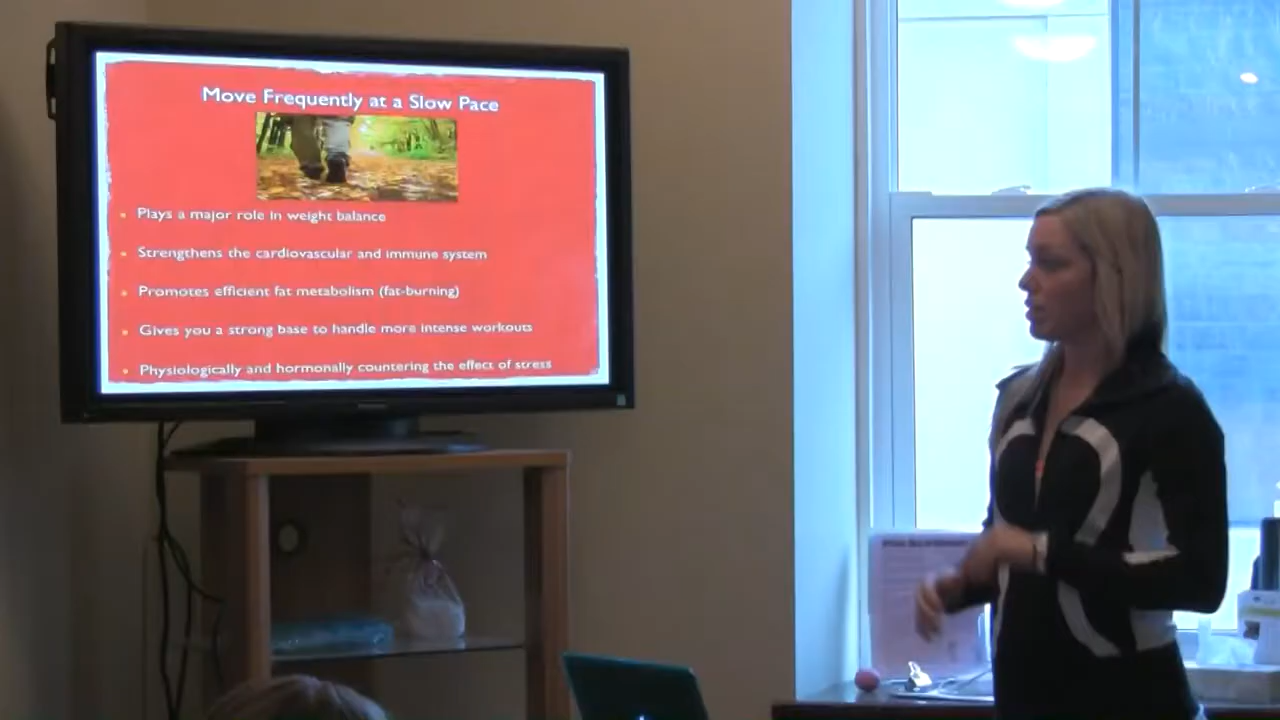 Move Frequently at a Slow Pace
Plays a major role in weight balance
Strengthens the cardiovascular and immune system
Promotes efficient fat metabolism (fat-burning)
Gives you a strong base to handle more intense workouts
Physiologically and hormonally countering the effect of stress